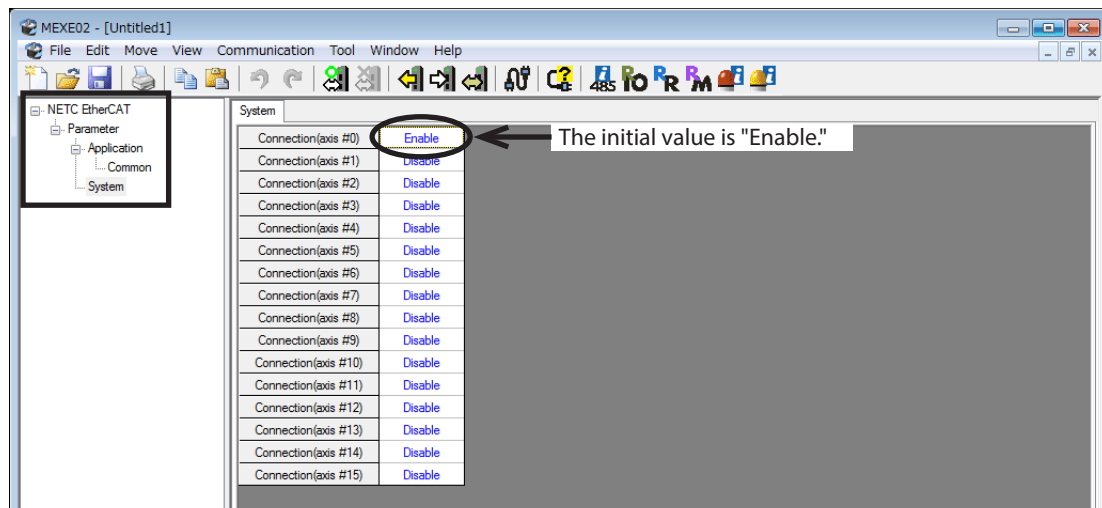 MEXE02 - [Untitled1]
File Edit Move View Communication Tool Window Help
485 Io RR RM
NETC EtherCAT
Parameter
Application
Common
System
System
Connection(axis #0) Enable
The initial value is "Enable."
Connection(axis #1) Disable
Connection(axis #2) Disable
Connection(axis #3) Disable
Connection(axis #4) Disable
Connection(axis #5) Disable
Connection(axis #6) Disable
Connection(axis #7) Disable
Connection(axis #8) Disable
Connection(axis #9) Disable
Connection(axis #10) Disable
Connection(axis #11) Disable
Connection(axis #12) Disable
Connection(axis #13) Disable
Connection(axis #14) Disable
Connection(axis #15) Disable